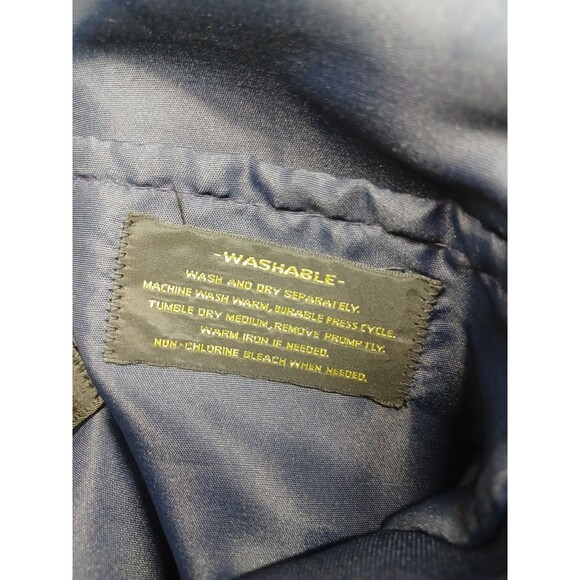 -WASHABLE-
WASH AND DRY SEPARATELY.
MACHINE WASH WARM, DURABLE PRESS CYCLE.
TUMBLE DRY MEDIUM, REMOVE PROMPTLY.
WARM IRON IF NEEDED.
NON-CHLORINE BLEACH WHEN NEEDED.